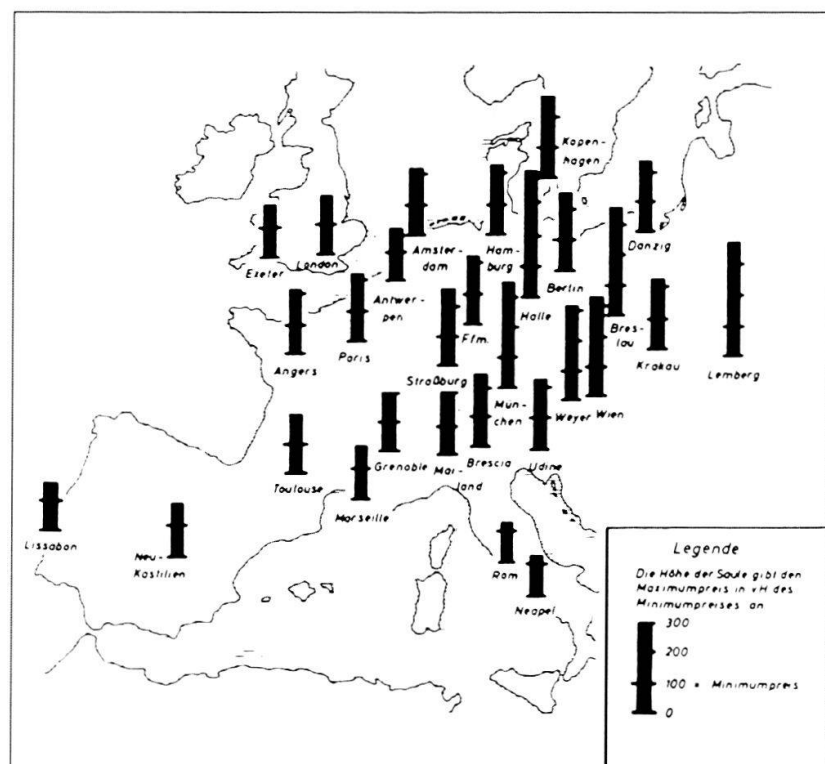 Kopen-
hagen
Exeter
London
Amster-
dam
Ham-
burg
Danzig
Antwer-
pen
Berlin
Halle
Bres-
lau
Ffm.
Angers
Paris
Straßburg
Krakau
Lemberg
Mün-
chen
Weyer
Wien
Toulouse
Grenoble
Mai-
land
Brescia
Udine
Marseille
Lissabon
Neu-
Kastilien
Rom
Neapel
Legende
Die Höhe der Säule gibt den
Maximumpreis in vH des
Minimumpreises an
300
200
100 = Minimumpreis
0